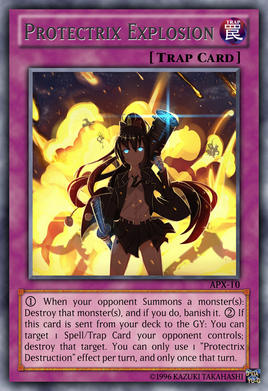 PROTECTRIX EXPLOSION
TRAP
罠
[TRAP CARD]
APX-10
① When your opponent Summons a monster(s):
Destroy that monster(s), and if you do, banish it. ② If
this card is sent from your deck to the GY: You can
target 1 Spell/Trap Card your opponent controls;
destroy that target. You can only use 1 "Protectrix
Destruction" effect per turn, and only once that turn.
©1996 KAZUKI TAKAHASHI